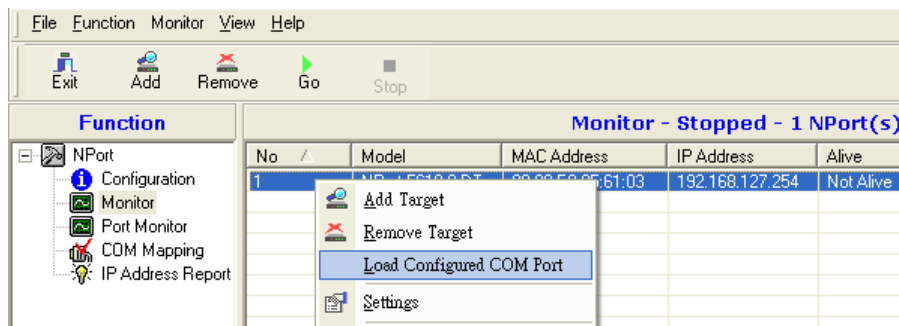 File Function Monitor View Help
Exit Add Remove Go Stop
Function
Monitor - Stopped - 1 NPort(s)
NPort
Configuration
Monitor
Port Monitor
COM Mapping
IP Address Report
No Model MAC Address IP Address Alive
1 192.168.127.254 Not Alive
Add Target
Remove Target
Load Configured COM Port
Settings